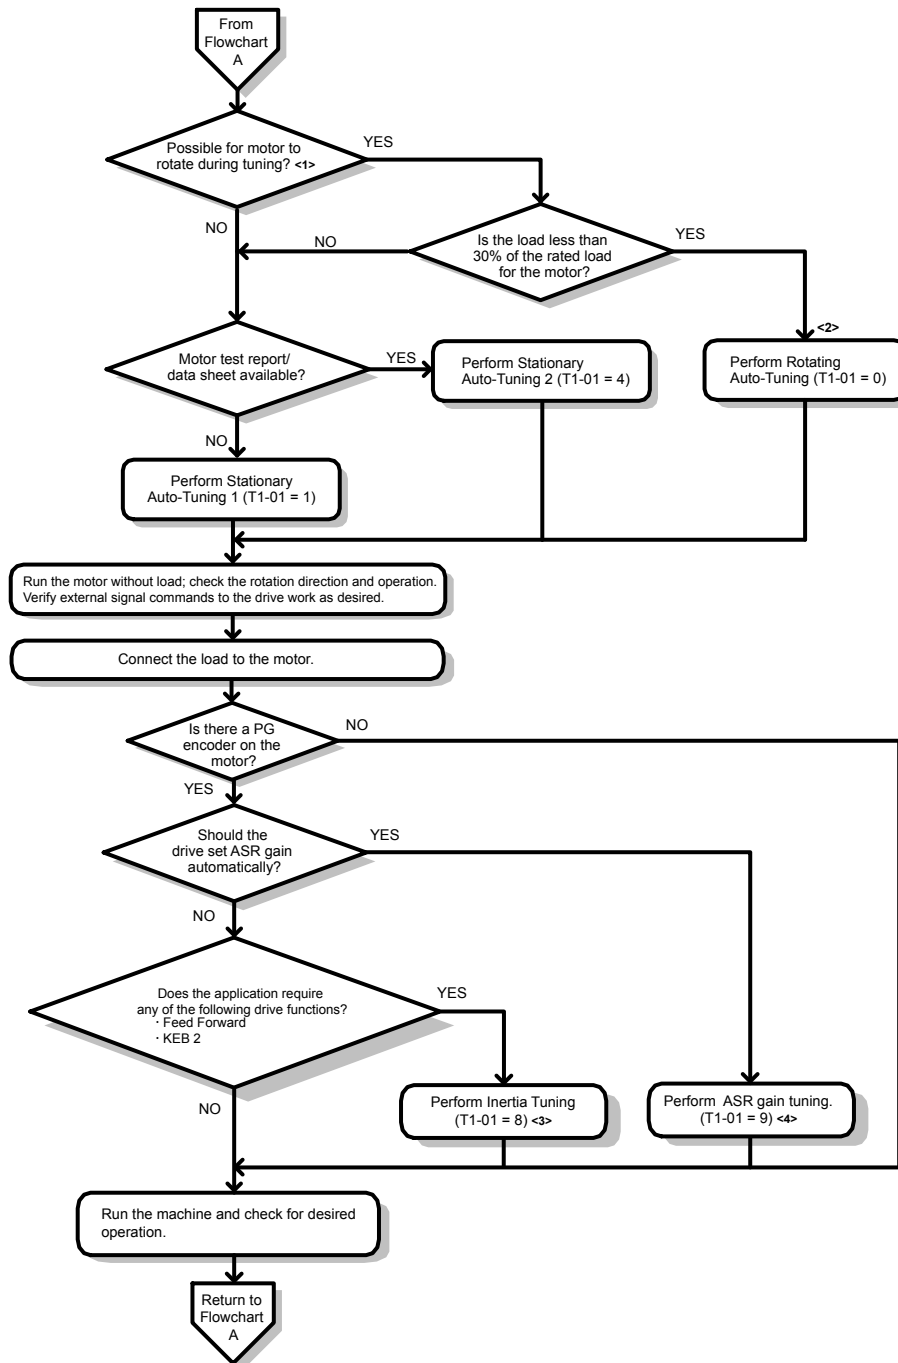 From
Flowchart
A
Possible for motor to
rotate during tuning? <1>
YES
NO
Is the load less than
30% of the rated load
for the motor?
NO
YES
<2>
Motor test report/
data sheet available?
YES
Perform Stationary
Auto-Tuning 2 (T1-01 = 4)
Perform Rotating
Auto-Tuning (T1-01 = 0)
NO
Perform Stationary
Auto-Tuning 1 (T1-01 = 1)
Run the motor without load; check the rotation direction and operation.
Verify external signal commands to the drive work as desired.
Connect the load to the motor.
Is there a PG
encoder on the
motor?
NO
YES
Should the
drive set ASR gain
automatically?
YES
NO
Does the application require
any of the following drive functions?
· Feed Forward
· KEB 2
YES
NO
Perform Inertia Tuning
(T1-01 = 8) <3>
Perform ASR gain tuning.
(T1-01 = 9) <4>
Run the machine and check for desired
operation.
Return to
Flowchart
A